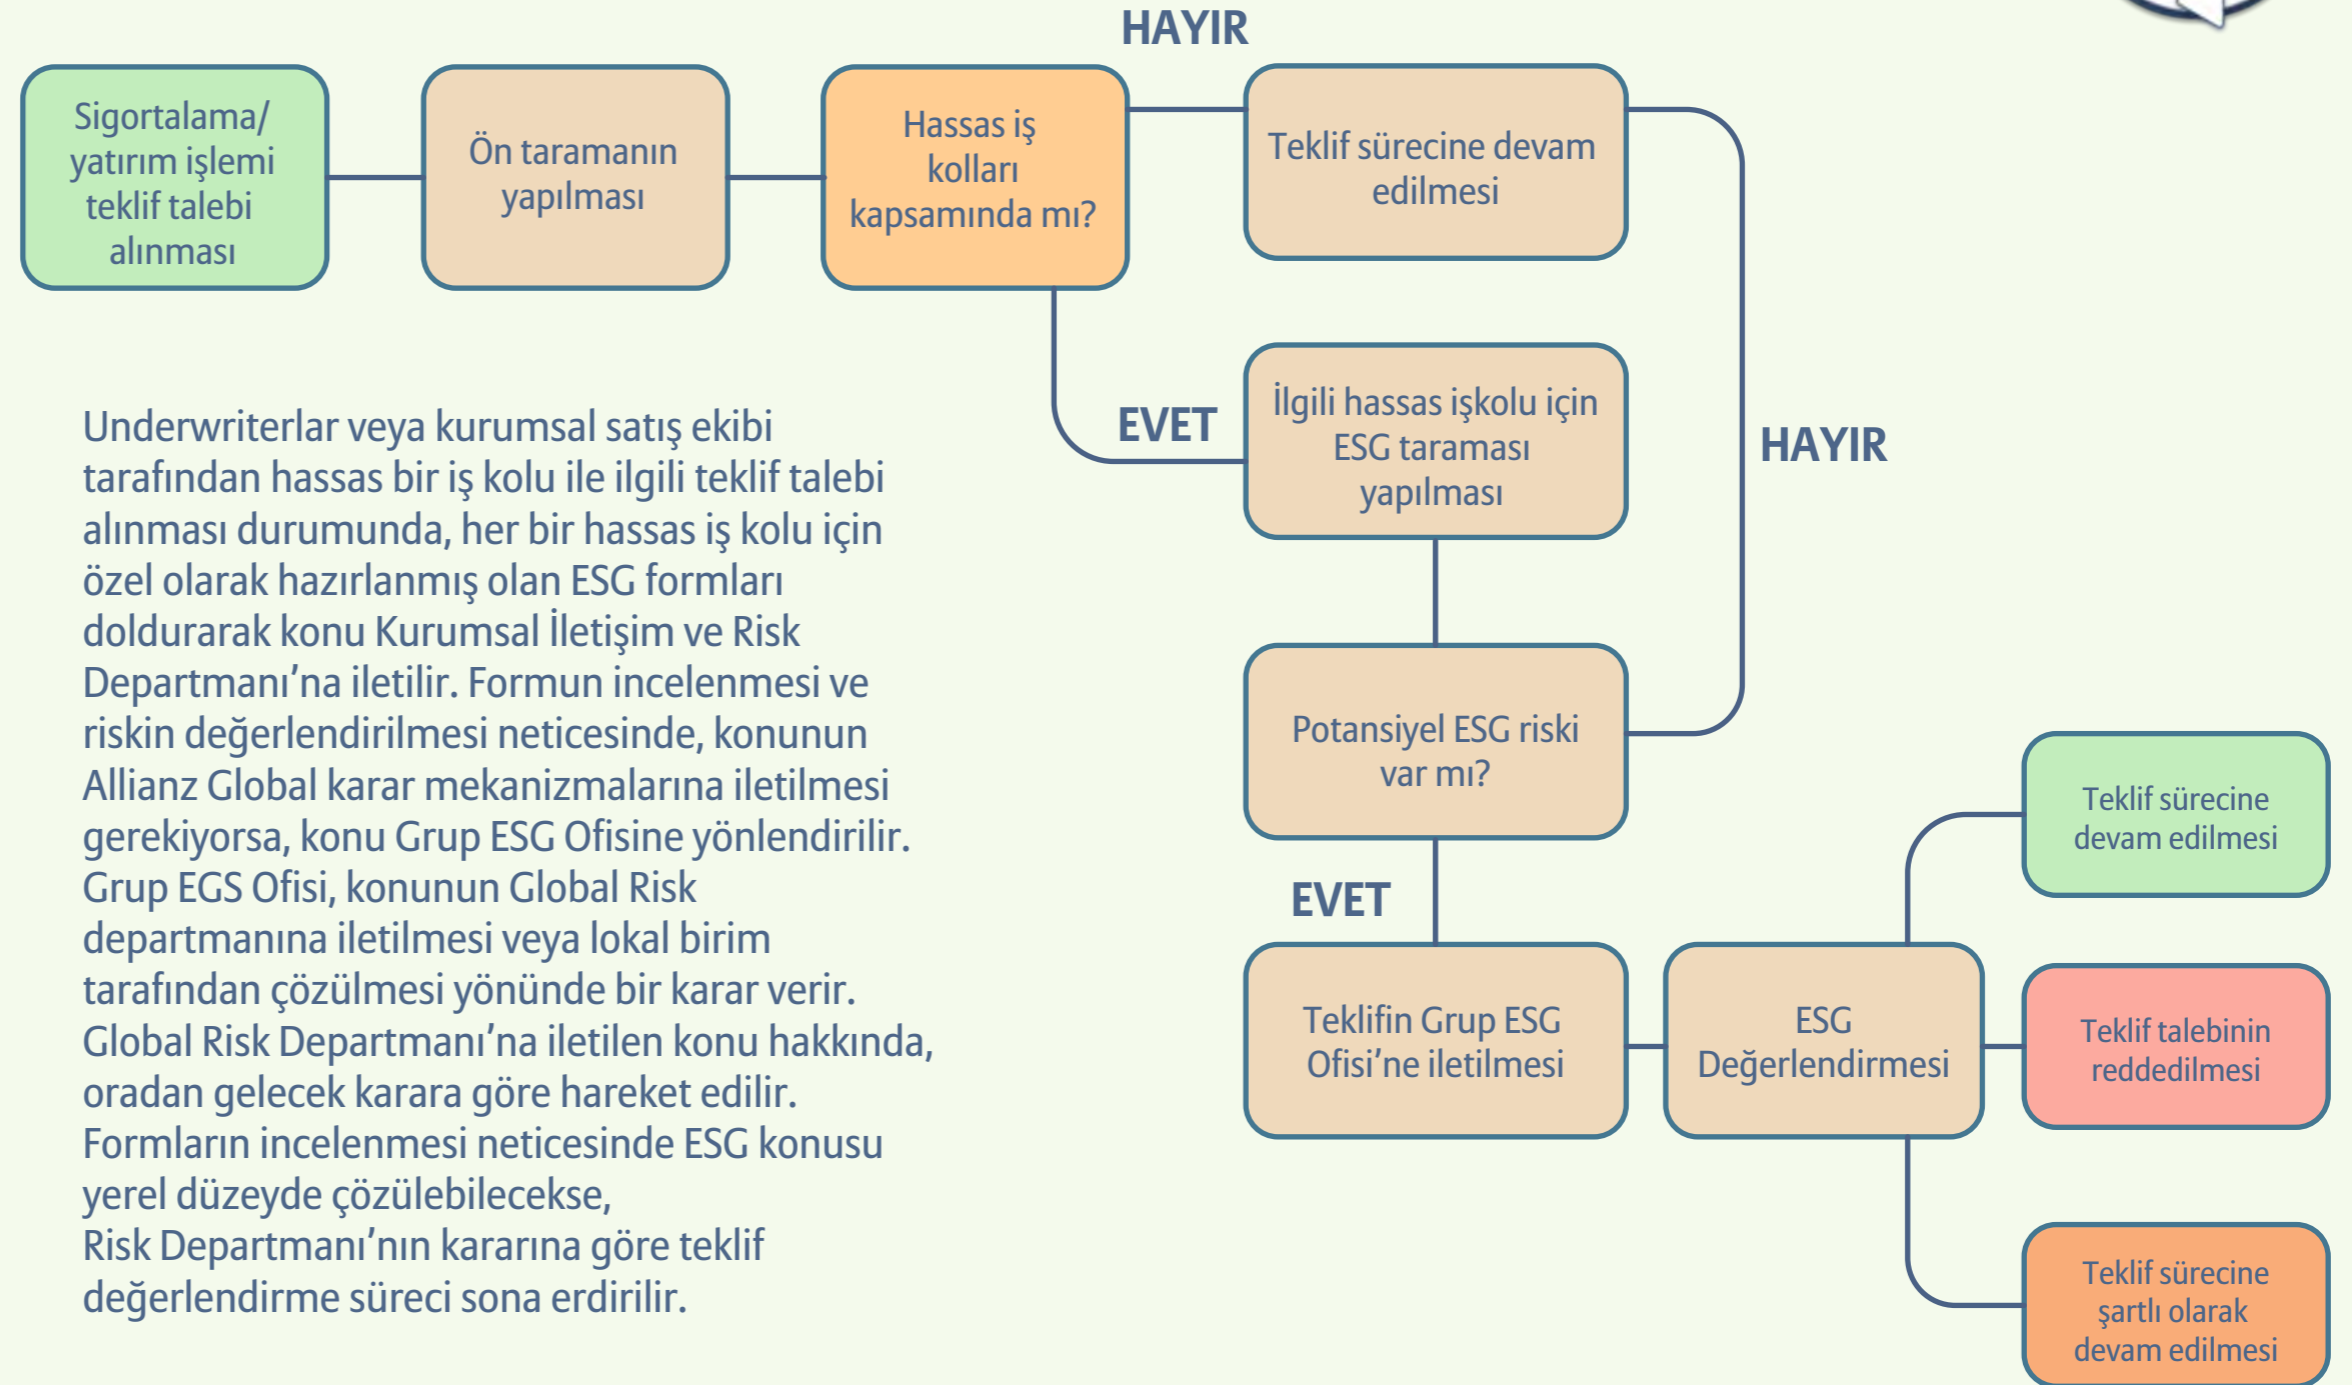 HAYIR
Sigortalama/
yatırım işlemi
teklif talebi
alınması
Ön taramanın
yapılması
Hassas iş
kolları
kapsamında mı?
Teklif sürecine devam
edilmesi
EVET
İlgili hassas işkolu için
ESG taraması
yapılması
HAYIR
Potansiyel ESG riski
var mı?
EVET
Teklifin Grup ESG
Ofisi’ne iletilmesi
ESG
Değerlendirmesi
Teklif sürecine
devam edilmesi
Teklif talebinin
reddedilmesi
Teklif sürecine
şartlı olarak
devam edilmesi
Underwriterlar veya kurumsal satış ekibi
tarafından hassas bir iş kolu ile ilgili teklif talebi
alınması durumunda, her bir hassas iş kolu için
özel olarak hazırlanmış olan ESG formları
doldurarak konu Kurumsal İletişim ve Risk
Departmanı’na iletilir. Formun incelenmesi ve
riskin değerlendirilmesi neticesinde, konunun
Allianz Global karar mekanizmalarına iletilmesi
gerekiyorsa, konu Grup ESG Ofisine yönlendirilir.
Grup EGS Ofisi, konunun Global Risk
departmanına iletilmesi veya lokal birim
tarafından çözülmesi yönünde bir karar verir.
Global Risk Departmanı’na iletilen konu hakkında,
oradan gelecek karara göre hareket edilir.
Formların incelenmesi neticesinde ESG konusu
yerel düzeyde çözülebilecekse,
Risk Departmanı’nın kararına göre teklif
değerlendirme süreci sona erdirilir.